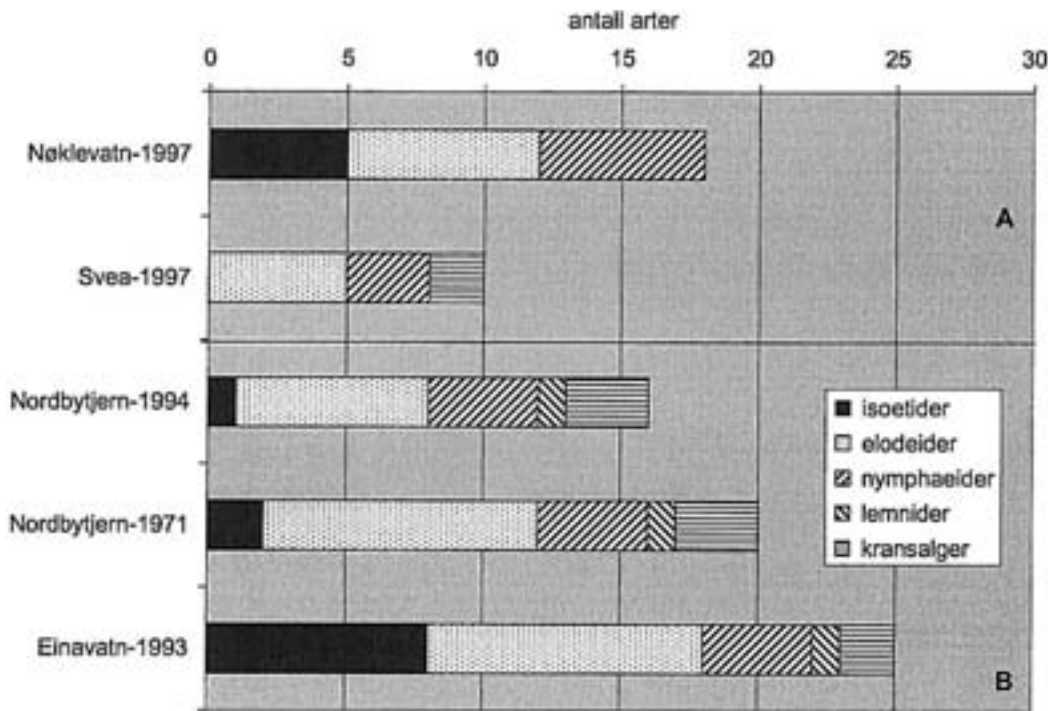 antall arter
0 5 10 15 20 25 30
Nøklevatn-1997
A
Svea-1997
Nordbytjern-1994
isoetider
elodeider
nymphaeider
lemnider
kransalger
Nordbytjern-1971
Einavatn-1993
B